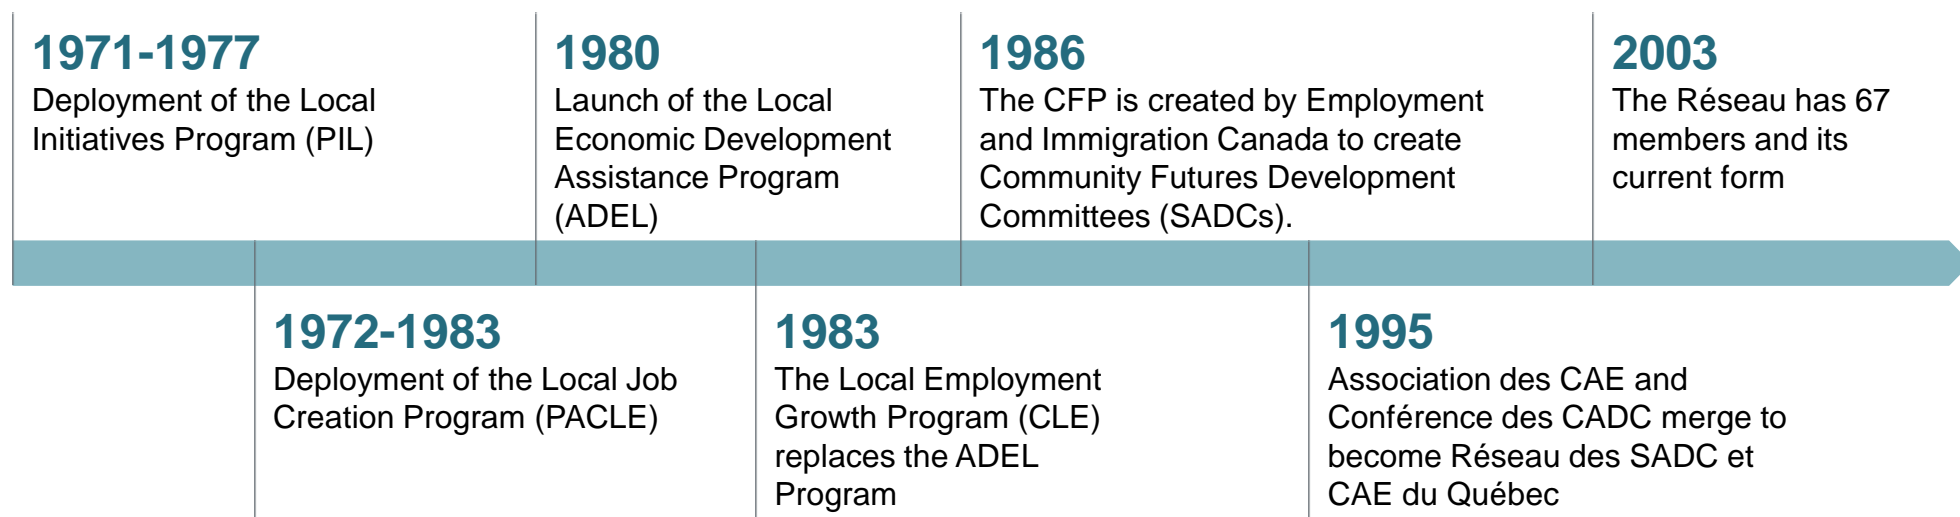 1971-1977
Deployment of the Local
Initiatives Program (PIL)
1980
Launch of the Local
Economic Development
Assistance Program
(ADEL)
1986
The CFP is created by Employment
and Immigration Canada to create
Community Futures Development
Committees (SADCs).
2003
The Réseau has 67
members and its
current form
1972-1983
Deployment of the Local Job
Creation Program (PACLE)
1983
The Local Employment
Growth Program (CLE)
replaces the ADEL
Program
1995
Association des CAE and
Conférence des CADC merge to
become Réseau des SADC et
CAE du Québec